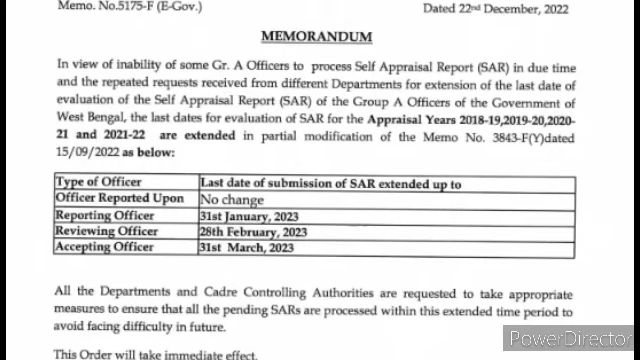 Memo. No.5175-F (E-Gov.) Dated 22nd December, 2022
MEMORANDUM
In view of inability of some Gr. A Officers to process Self Appraisal Report (SAR) in due time
and the repeated requests received from different Departments for extension of the last date of
evaluation of the Self Appraisal Report (SAR) of the Group A Officers of the Government of
West Bengal, the last dates for evaluation of SAR for the Appraisal Years 2018-19,2019-20,2020-
21 and 2021-22 are extended in partial modification of the Memo No. 3843-F(Y)dated
15/09/2022 as below:
Type of Officer Last date of submission of SAR extended up to
Officer Reported Upon No change
Reporting Officer 31st January, 2023
Reviewing Officer 28th February, 2023
Accepting Officer 31st March, 2023
All the Departments and Cadre Controlling Authorities are requested to take appropriate
measures to ensure that all the pending SARs are processed within this extended time period to
avoid facing difficulty in future.
This Order will take immediate effect.
PowerDirector